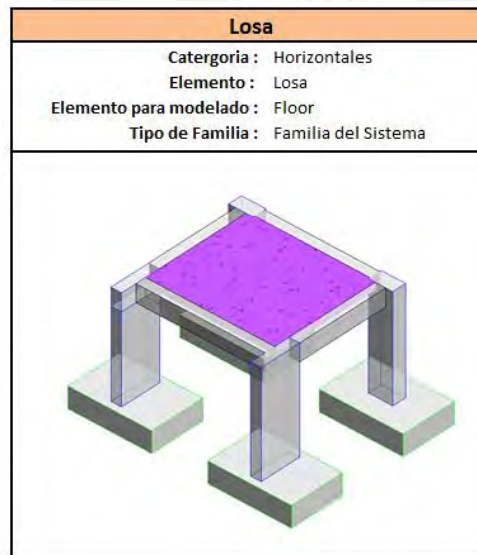 Losa
Catergoria : Horizontales
Elemento : Losa
Elemento para modelado : Floor
Tipo de Familia : Familia del Sistema